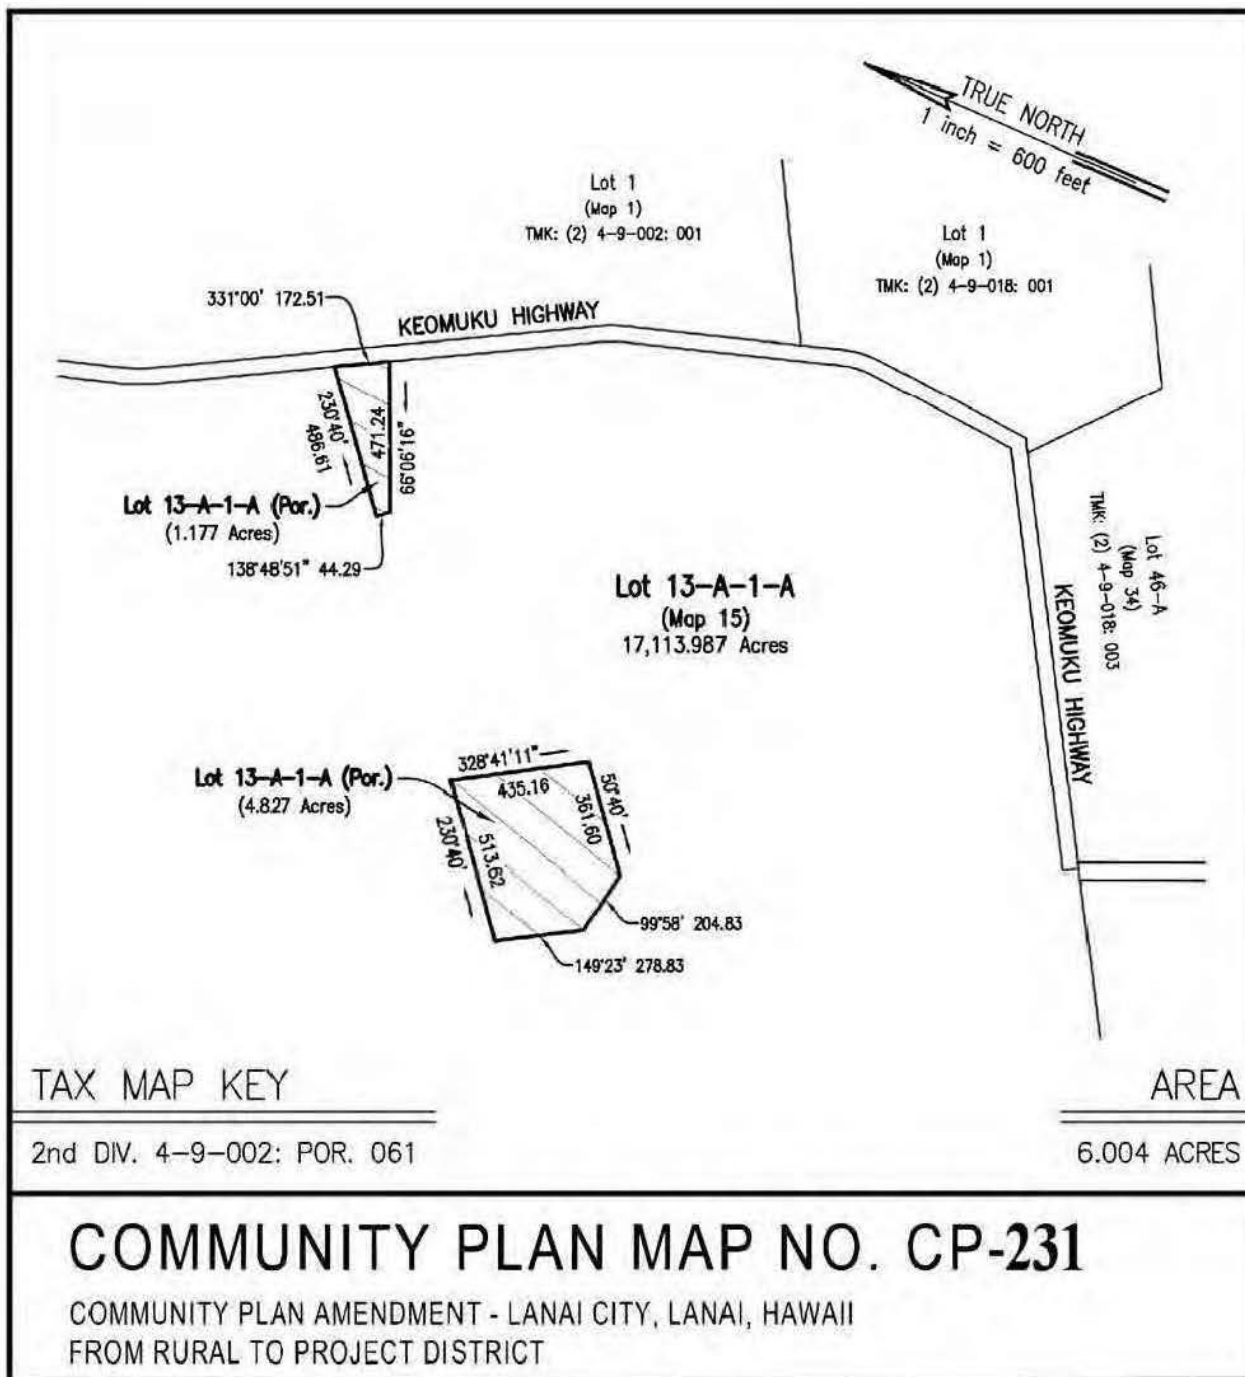 TRUE NORTH
1 inch = 600 feet
Lot 1
(Map 1)
TMK: (2) 4-9-002: 001
Lot 1
(Map 1)
TMK: (2) 4-9-018: 001
331°00' 172.51
KEOMUKU HIGHWAY
230°40'
486.61
471.24
66°06'16"
Lot 13-A-1-A (Por.)
(1.177 Acres)
138°48'51" 44.29
Lot 13-A-1-A
(Map 15)
17,113.987 Acres
Lot 46-A
(Map 34)
TMK: (2) 4-9-018: 003
KEOMUKU HIGHWAY
328°41'11"
435.16
50°40'
361.60
Lot 13-A-1-A (Por.)
(4.827 Acres)
230°40'
513.62
99°58' 204.83
149°23' 278.83
TAX MAP KEY
2nd DIV. 4-9-002: POR. 061
AREA
6.004 ACRES
COMMUNITY PLAN MAP NO. CP-231
COMMUNITY PLAN AMENDMENT - LANAI CITY, LANAI, HAWAII
FROM RURAL TO PROJECT DISTRICT